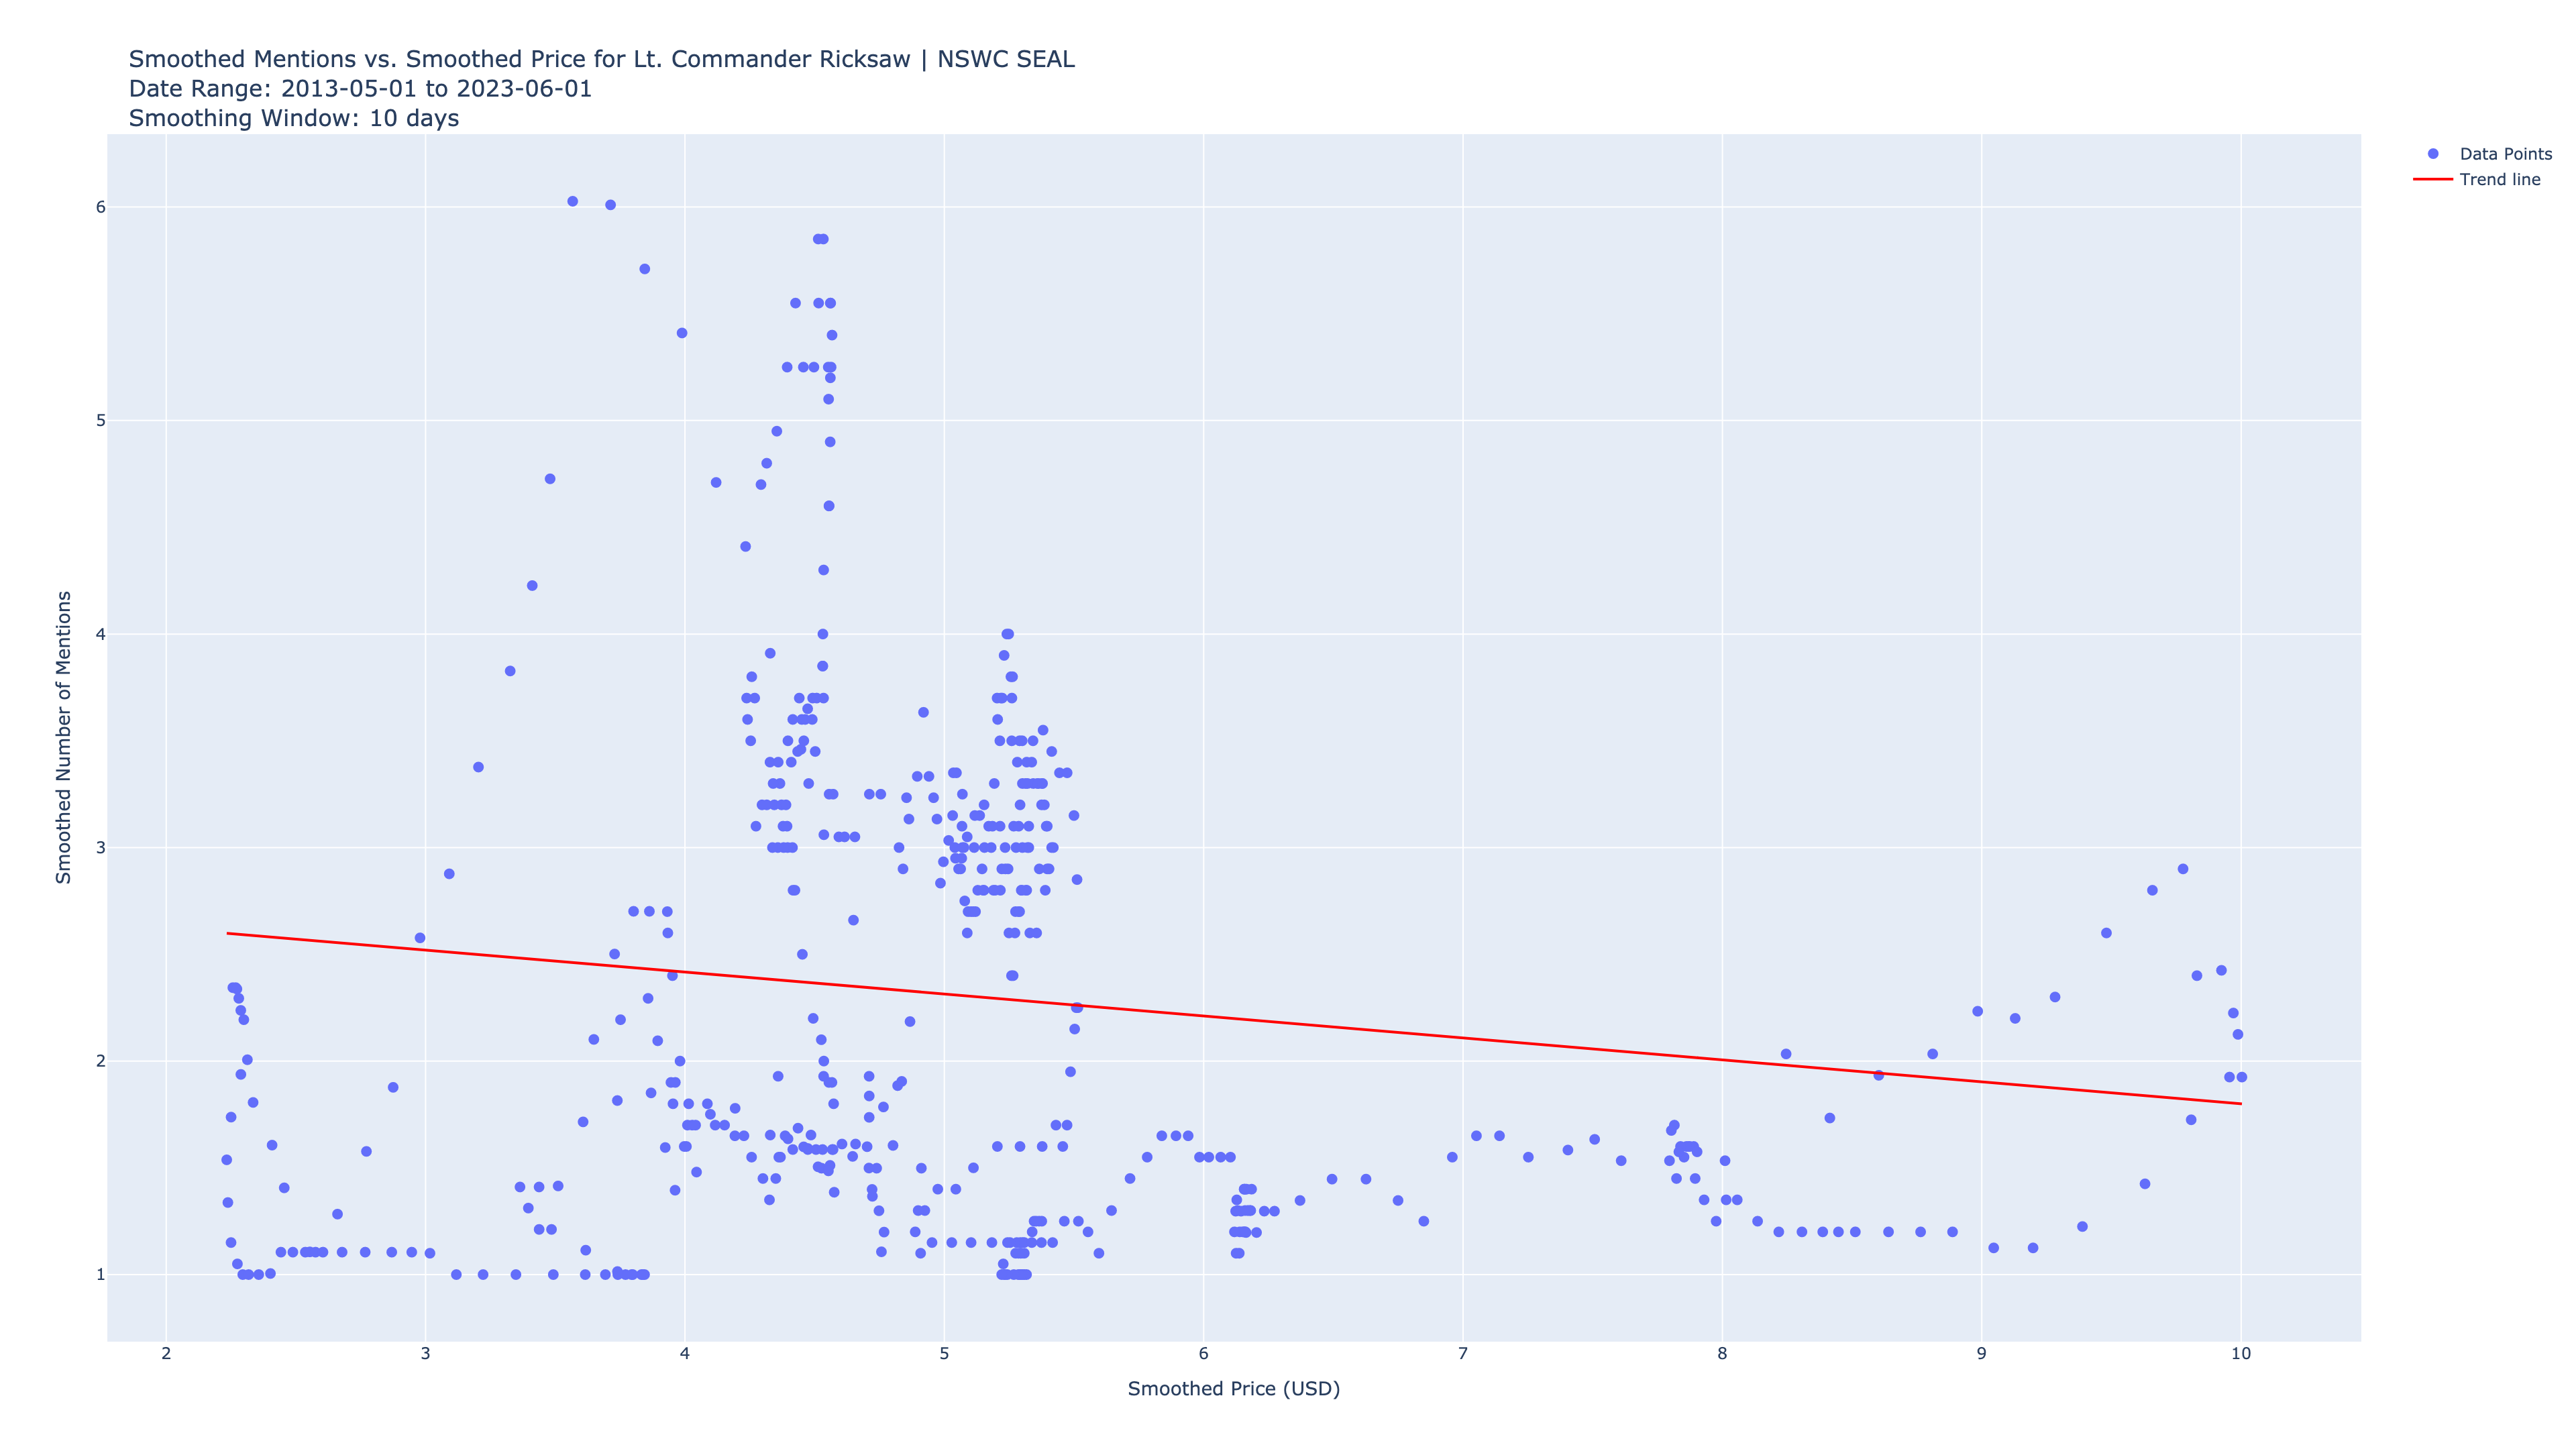 Smoothed Mentions vs. Smoothed Price for Lt. Commander Ricksaw | NSWC SEAL
Date Range: 2013-05-01 to 2023-06-01
Smoothing Window: 10 days
Data Points
Trend line
6
5
4
3
2
1
Smoothed Number of Mentions
2 3 4 5 6 7 8 9 10
Smoothed Price (USD)